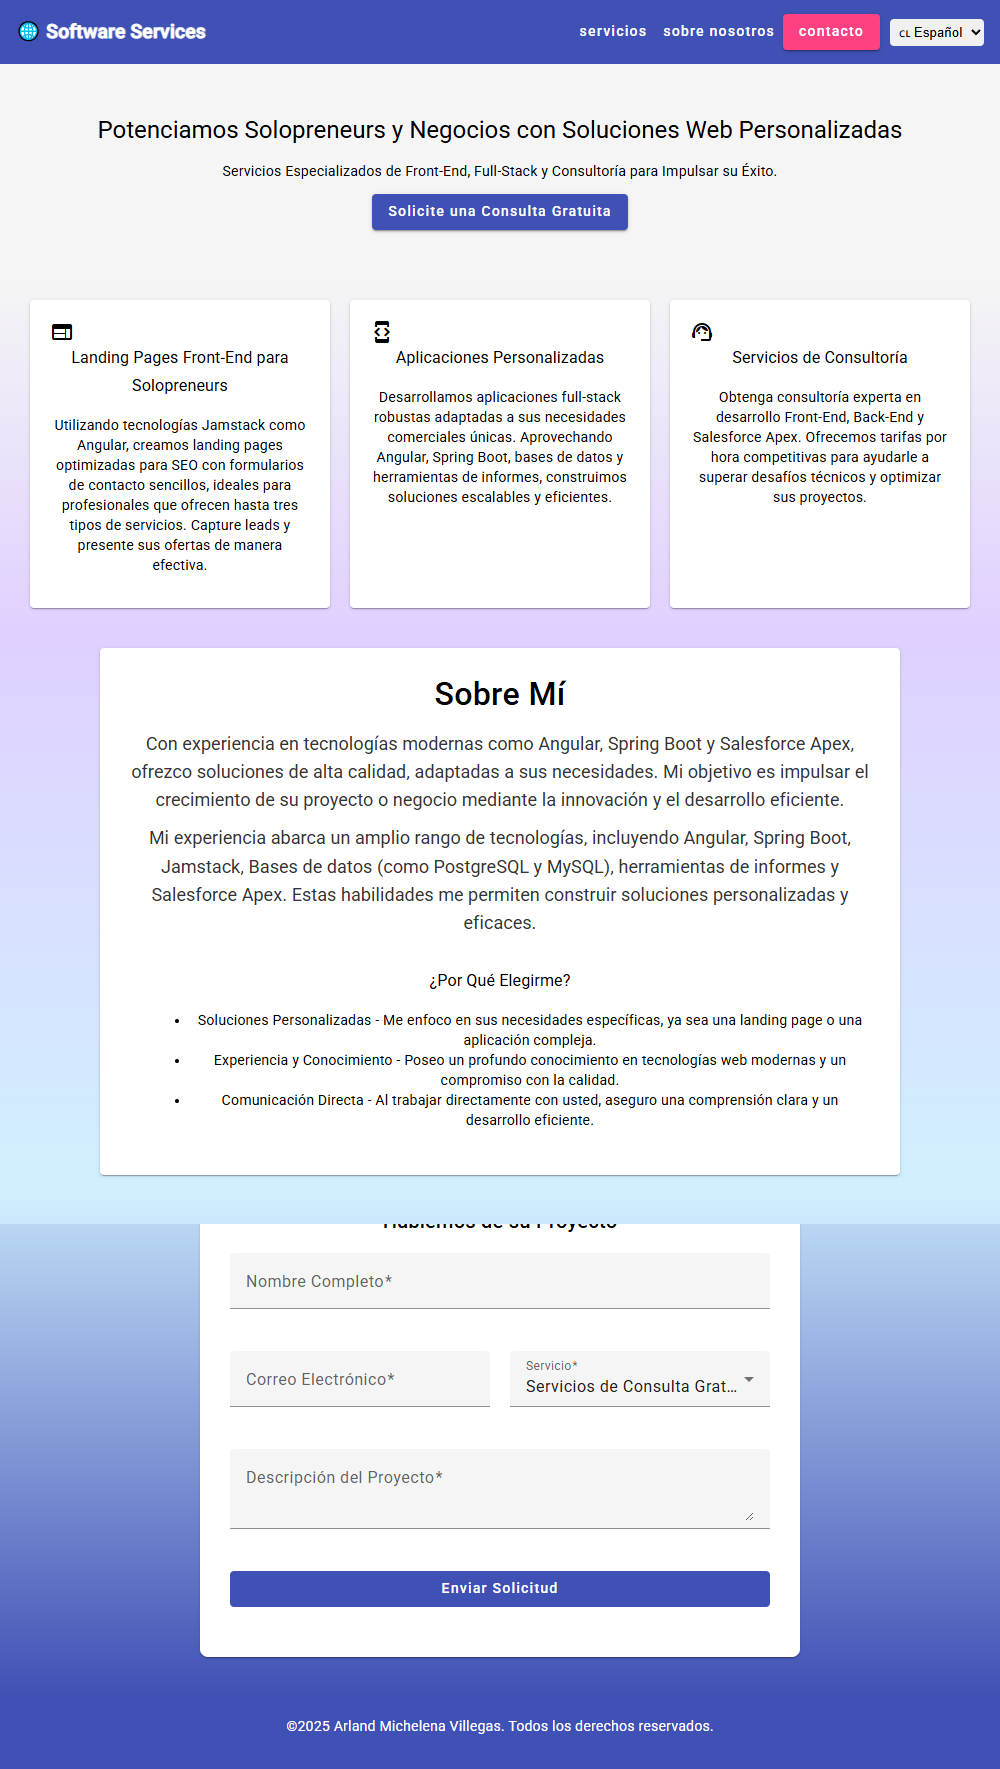 Software Services
servicios
sobre nosotros
contacto
CL Español
Potenciamos Solopreneurs y Negocios con Soluciones Web Personalizadas
Servicios Especializados de Front-End, Full-Stack y Consultoría para Impulsar su Éxito.
Solicite una Consulta Gratuita
Landing Pages Front-End para
Solopreneurs
Utilizando tecnologías Jamstack como
Angular, creamos landing pages
optimizadas para SEO con formularios
de contacto sencillos, ideales para
profesionales que ofrecen hasta tres
tipos de servicios. Capture leads y
presente sus ofertas de manera
efectiva.
Aplicaciones Personalizadas
Desarrollamos aplicaciones full-stack
robustas adaptadas a sus necesidades
comerciales únicas. Aprovechando
Angular, Spring Boot, bases de datos y
herramientas de informes, construimos
soluciones escalables y eficientes.
Servicios de Consultoría
Obtenga consultoría experta en
desarrollo Front-End, Back-End y
Salesforce Apex. Ofrecemos tarifas por
hora competitivas para ayudarle a
superar desafíos técnicos y optimizar
sus proyectos.
Sobre Mí
Con experiencia en tecnologías modernas como Angular, Spring Boot y Salesforce Apex,
ofrezco soluciones de alta calidad, adaptadas a sus necesidades. Mi objetivo es impulsar el
crecimiento de su proyecto o negocio mediante la innovación y el desarrollo eficiente.
Mi experiencia abarca un amplio rango de tecnologías, incluyendo Angular, Spring Boot,
Jamstack, Bases de datos (como PostgreSQL y MySQL), herramientas de informes y
Salesforce Apex. Estas habilidades me permiten construir soluciones personalizadas y
eficaces.
¿Por Qué Elegirme?
• Soluciones Personalizadas - Me enfoco en sus necesidades específicas, ya sea una landing page o una
aplicación compleja.
• Experiencia y Conocimiento - Poseo un profundo conocimiento en tecnologías web modernas y un
compromiso con la calidad.
• Comunicación Directa - Al trabajar directamente con usted, aseguro una comprensión clara y un
desarrollo eficiente.
Hablemos de su Proyecto
Nombre Completo*
Correo Electrónico*
Servicio*
Servicios de Consulta Grat...
Descripción del Proyecto*
Enviar Solicitud
©2025 Arland Michelena Villegas. Todos los derechos reservados.